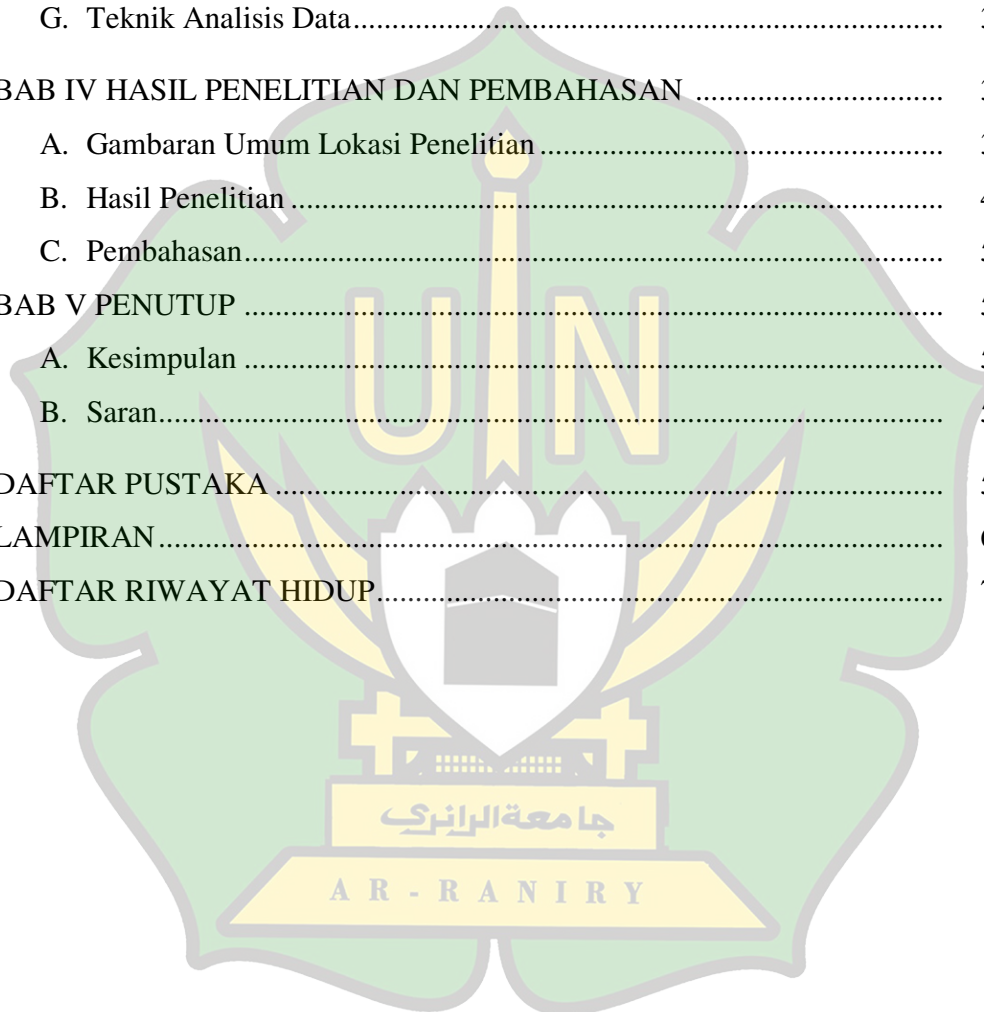 G. Teknik Analisis Data
BAB IV HASIL PENELITIAN DAN PEMBAHASAN
A. Gambaran Umum Lokasi Penelitian
B. Hasil Penelitian
C. Pembahasan
BAB V PENUTUP
A. Kesimpulan
B. Saran
DAFTAR PUSTAKA
LAMPIRAN
DAFTAR RIWAYAT HIDUP
UIN
جامعةالرانري
AR-RANIRY